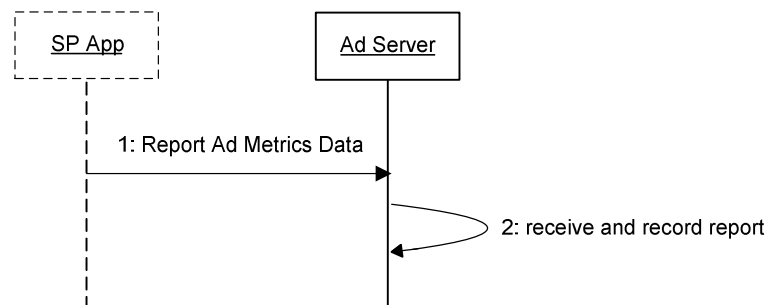 SP App
Ad Server
1: Report Ad Metrics Data
2: receive and record report